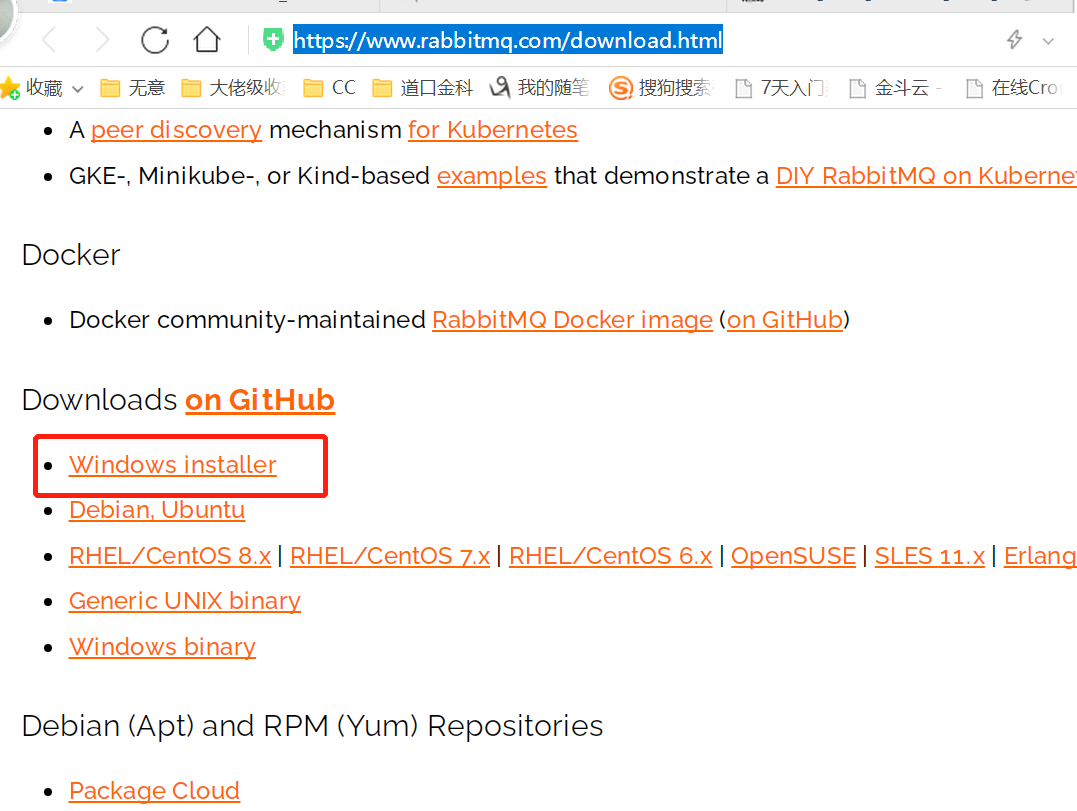 https://www.rabbitmq.com/download.html
收藏 无意 大佬级收 CC 道口金科 我的随笔 搜狗搜索 7天入门 金斗云 - 在线Cro
A peer discovery mechanism for Kubernetes
GKE-, Minikube-, or Kind-based examples that demonstrate a DIY RabbitMQ on Kubernet
Docker
Docker community-maintained RabbitMQ Docker image (on GitHub)
Downloads on GitHub
Windows installer
Debian, Ubuntu
RHEL/CentOS 8.x | RHEL/CentOS 7.x | RHEL/CentOS 6.x | OpenSUSE | SLES 11.x | Erlang
Generic UNIX binary
Windows binary
Debian (Apt) and RPM (Yum) Repositories
Package Cloud